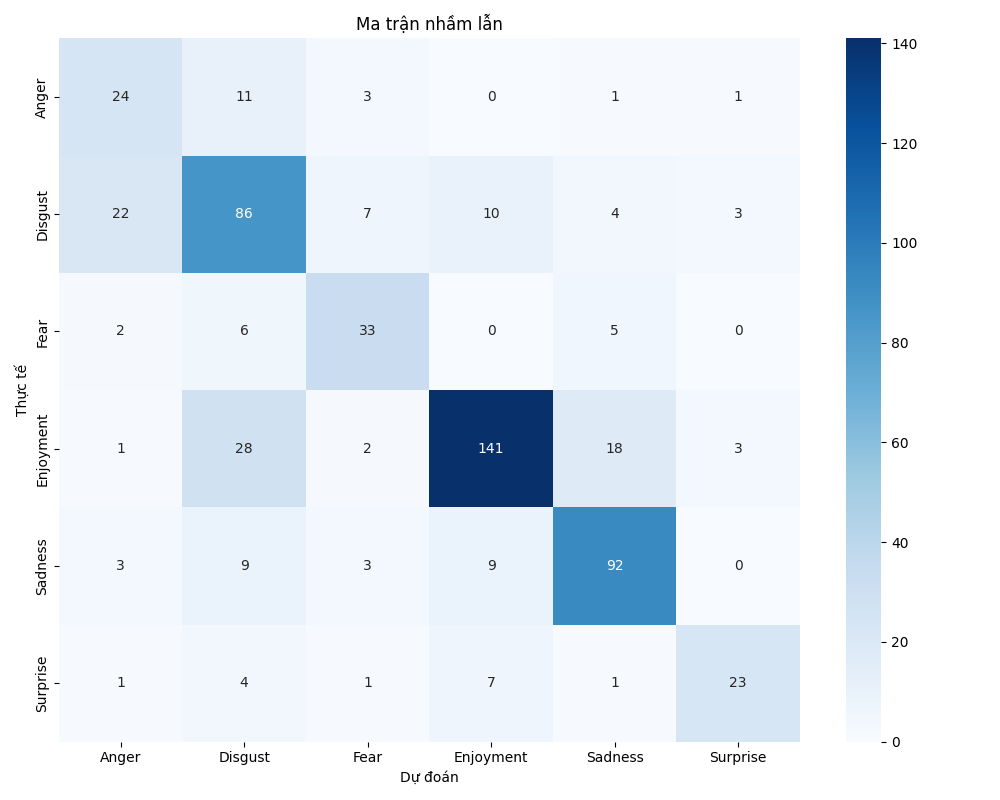 Ma trận nhầm lẫn
Anger 24 11 3 0 1 1
Disgust 22 86 7 10 4 3
Fear 2 6 33 0 5 0
Enjoyment 1 28 2 141 18 3
Sadness 3 9 3 9 92 0
Surprise 1 4 1 7 1 23
Anger Disgust Fear Enjoyment Sadness Surprise
Dự đoán
Thực tế
140
120
100
80
60
40
20
0